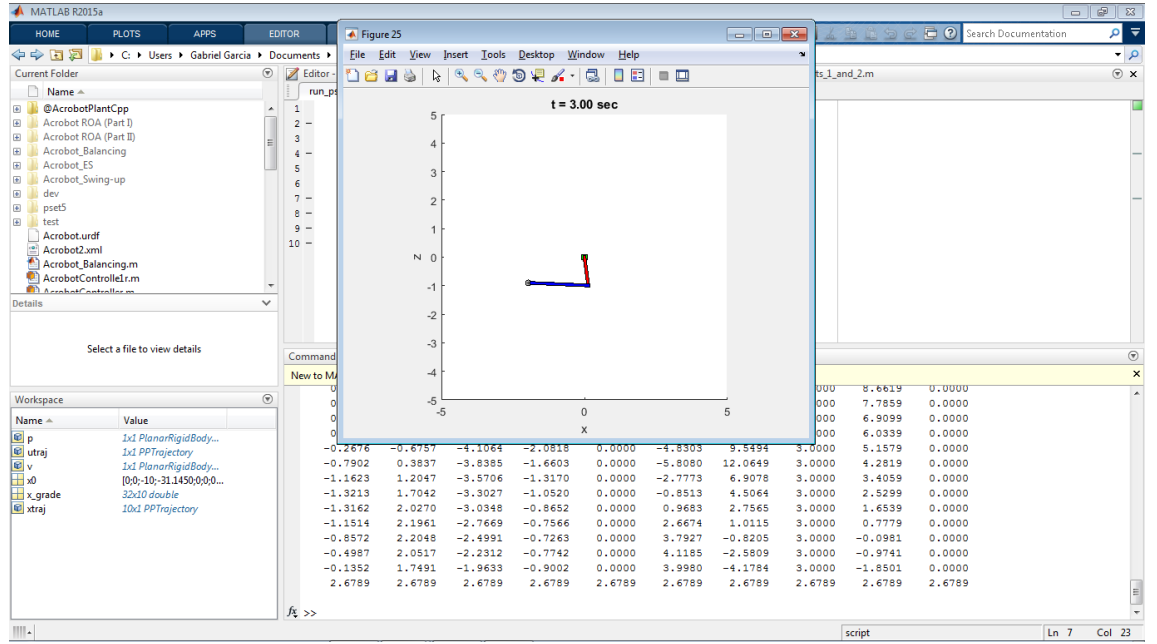 MATLAB R2015a
HOME PLOTS APPS EDITOR
Search Documentation
C: Users Gabriel Garcia Documents
Current Folder
Name
@AcrobotPlantCpp
Acrobot ROA (Part I)
Acrobot ROA (Part II)
Acrobot_Balancing
Acrobot_ES
Acrobot_Swing-up
dev
pset5
test
Acrobot.urdf
Acrobot2.xml
Acrobot_Balancing.m
AcrobotControlle1r.m
AcrobotController.m
Details
Select a file to view details
Workspace
Name Value
p 1x1 PlanarRigidBody...
utraj 1x1 PPTrajectory
v 1x1 PlanarRigidBody...
x0 [0;0;-10;-31.1450;0;0;0...
x_grade 32x10 double
xtraj 10x1 PPTrajectory
Editor -
ts_1_and_2.m
run_ps
1
2 –
3
4 –
5
6
7 –
8 –
9 –
10 –
Figure 25
File Edit View Insert Tools Desktop Window Help
t = 3.00 sec
5
4
3
2
1
0
-1
-2
-3
-4
-5
z
-5 0 5
x
Command
New to MA
0 000 8.6619 0.0000
0 000 7.7859 0.0000
0 000 6.9099 0.0000
0 000 6.0339 0.0000
-0.2676 -0.6757 -4.1064 -2.0818 0.0000 -4.8303 9.5494 3.0000 5.1579 0.0000
-0.7902 0.3837 -3.8385 -1.6603 0.0000 -5.8080 12.0649 3.0000 4.2819 0.0000
-1.1623 1.2047 -3.5706 -1.3170 0.0000 -2.7773 6.9078 3.0000 3.4059 0.0000
-1.3213 1.7042 -3.3027 -1.0520 0.0000 -0.8513 4.5064 3.0000 2.5299 0.0000
-1.3162 2.0270 -3.0348 -0.8652 0.0000 0.9683 2.7565 3.0000 1.6539 0.0000
-1.1514 2.1961 -2.7669 -0.7566 0.0000 2.6674 1.0115 3.0000 0.7779 0.0000
-0.8572 2.2048 -2.4991 -0.7263 0.0000 3.7927 -0.8205 3.0000 -0.0981 0.0000
-0.4987 2.0517 -2.2312 -0.7742 0.0000 4.1185 -2.5809 3.0000 -0.9741 0.0000
-0.1352 1.7491 -1.9633 -0.9002 0.0000 3.9980 -4.1784 3.0000 -1.8501 0.0000
2.6789 2.6789 2.6789 2.6789 2.6789 2.6789 2.6789 2.6789 2.6789 2.6789
fx >>
script Ln 7 Col 23